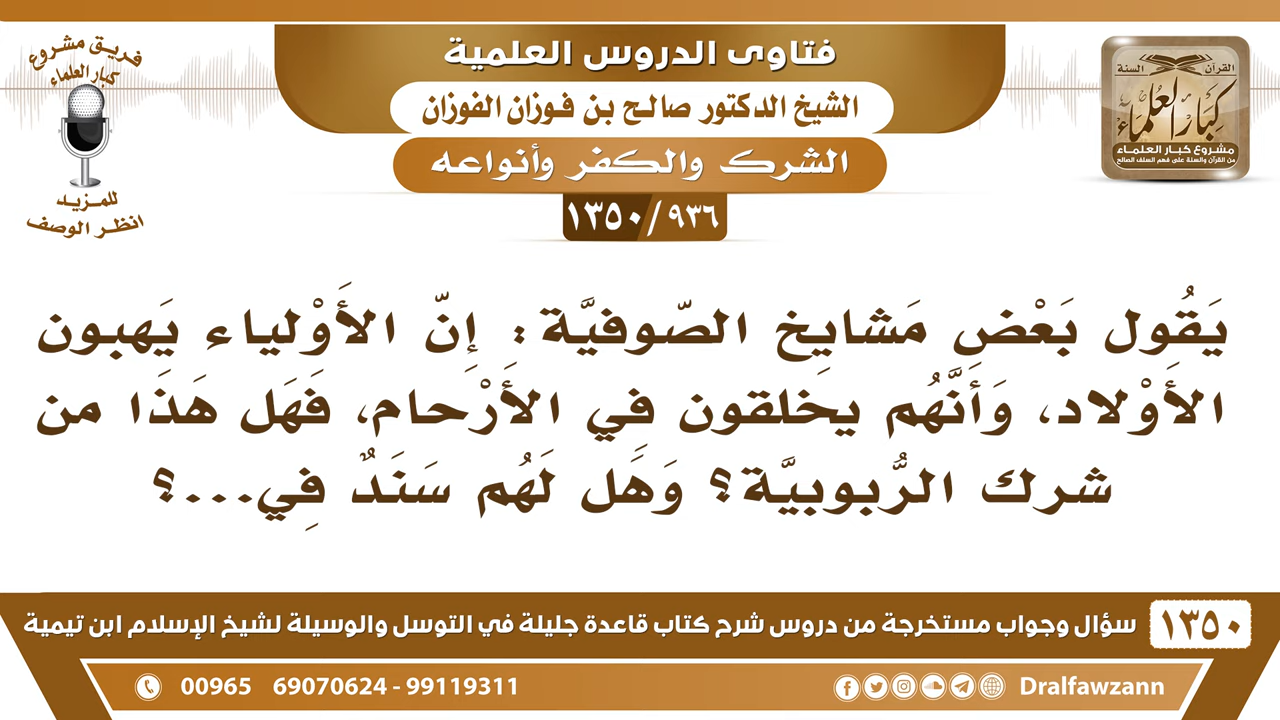 فتاوى الدروس العلمية
الشيخ الدكتور صالح بن فوزان الفوزان
الشرك والكفر وأنواعه
٩٣٦/ ١٣٥٠
فريق مشروع
كبار العلماء
للمزيد
انظر الوصف
القرآن السنة
كبار العلماء
مشروع كبار العلماء
من القرآن والسنة على فهم السلف الصالح
يَقُول بَعْضِ مَشايِخ الصّوفيَّة: إِنّ الأَوْلياء يَهبون
الأَوْلاد، وَأَنَّهُم يخلقون في الأَرْحام، فَهَل هَذَا من
شرك الرُّبوبيَّة؟ وَهَل لَهُم سَنَدٌ فِي...؟
١٣٥٠ سؤال وجواب مستخرجة من دروس شرح كتاب قاعدة جليلة في التوسل والوسيلة لشيخ الإسلام ابن تيمية
00965 69070624 - 99119311
Dralfawzann